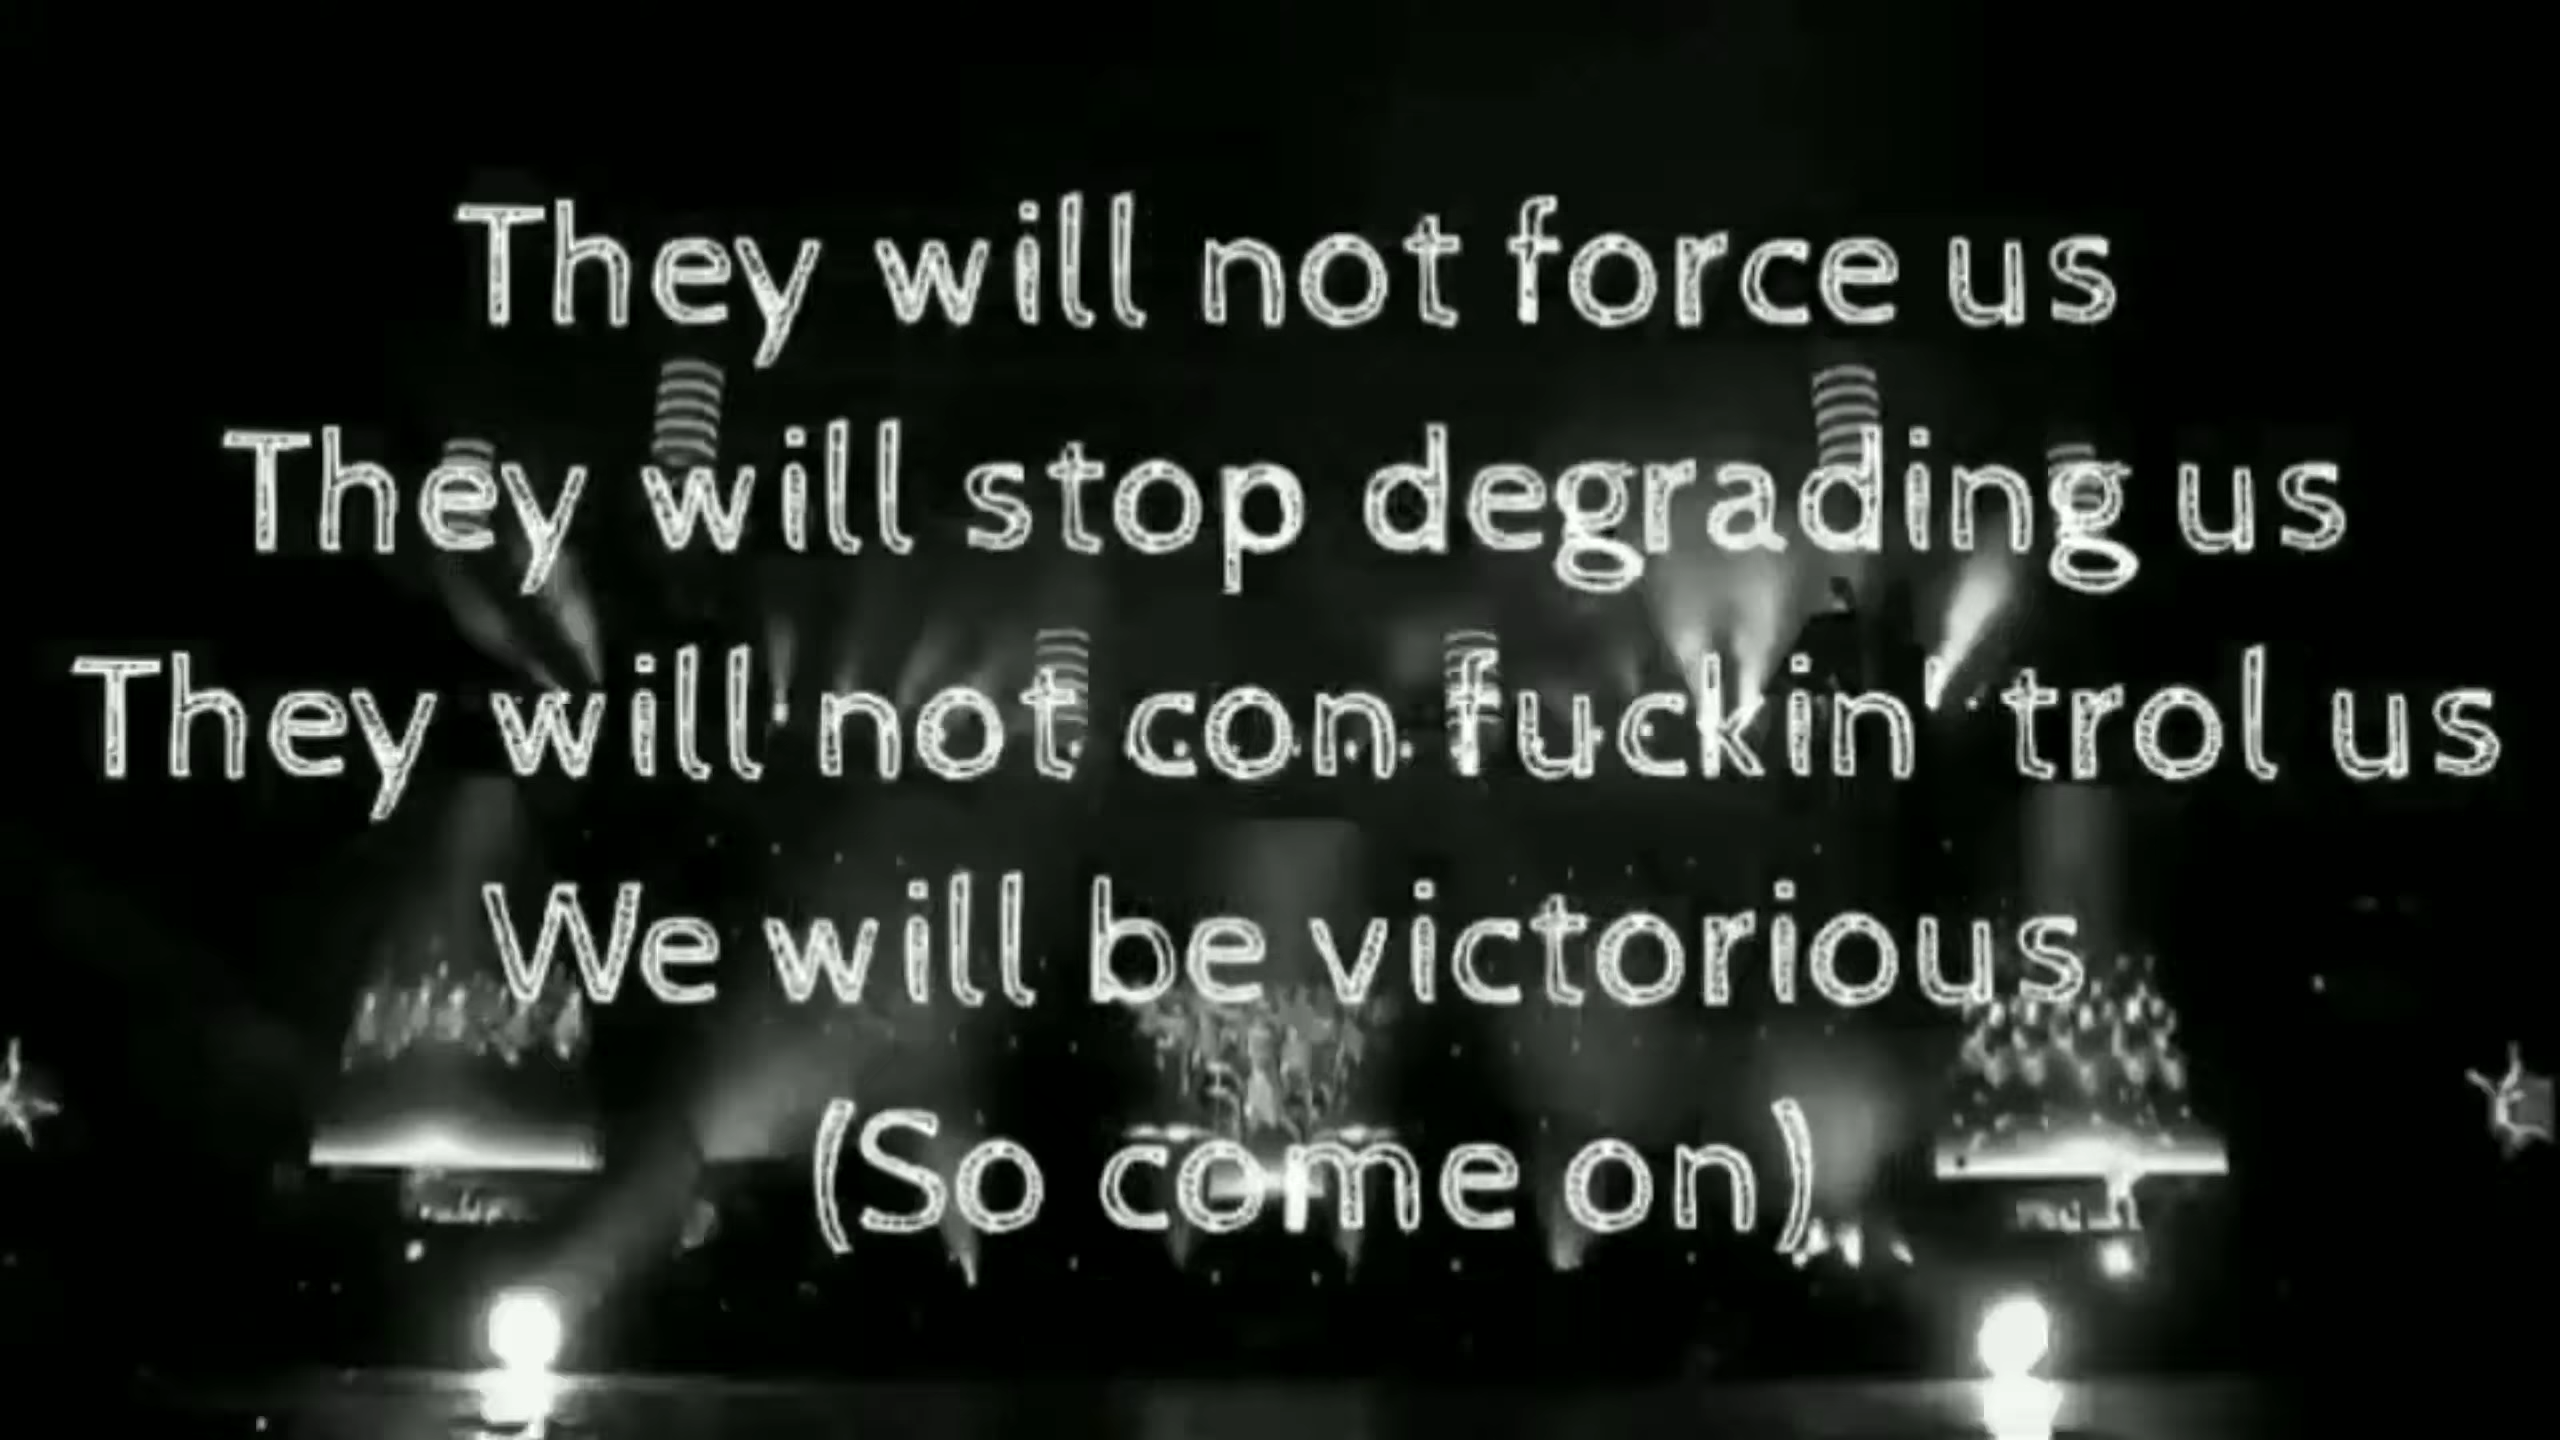 They will not force us
They will stop degrading us
They will not con fuckin' trol us
We will be victorious
(So come on)